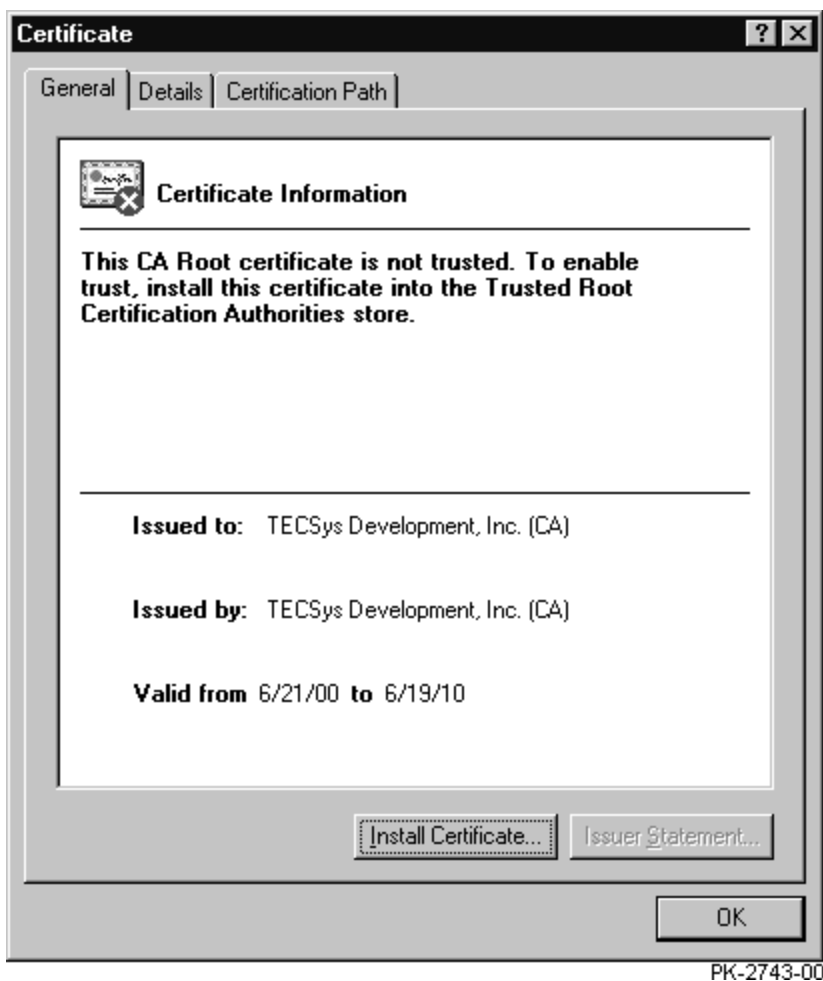 Certificate
General Details Certification Path
Certificate Information
This CA Root certificate is not trusted. To enable
trust, install this certificate into the Trusted Root
Certification Authorities store.
Issued to: TECSys Development, Inc. (CA)
Issued by: TECSys Development, Inc. (CA)
Valid from 6/21/00 to 6/19/10
Install Certificate... Issuer Statement...
OK
PK-2743-00